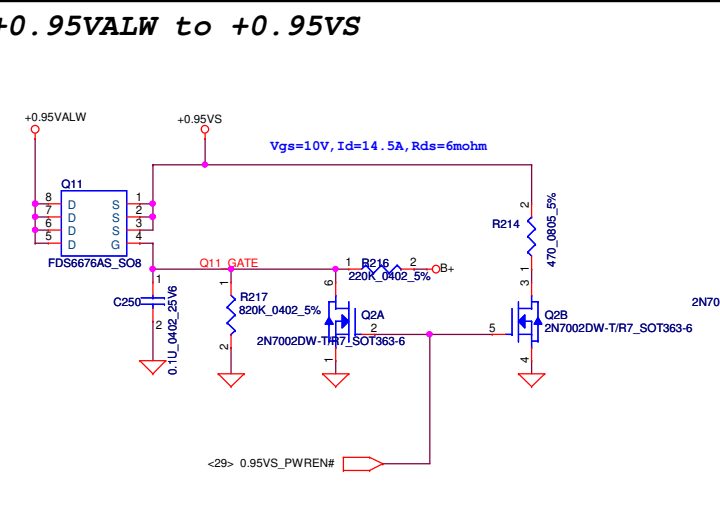 +0.95VALW to +0.95VS
+0.95VALW
+0.95VS
Vgs=10V,Id=14.5A,Rds=6mohm
Q11
8 D S 1
7 D S 2
6 D S 3
5 D G 4
FDS6676AS_SO8
Q11_GATE
1 R216 2
220K_0402_5%
B+
2
R214
470_0805_5%
1
1
C250
2
0.1U_0402_25V6
1
R217
820K_0402_5%
2
6
Q2A
2
2N7002DW-T/R7_SOT363-6
1
3
5
Q2B
2N7002DW-T/R7_SOT363-6
4
2N70
<29> 0.95VS_PWREN#